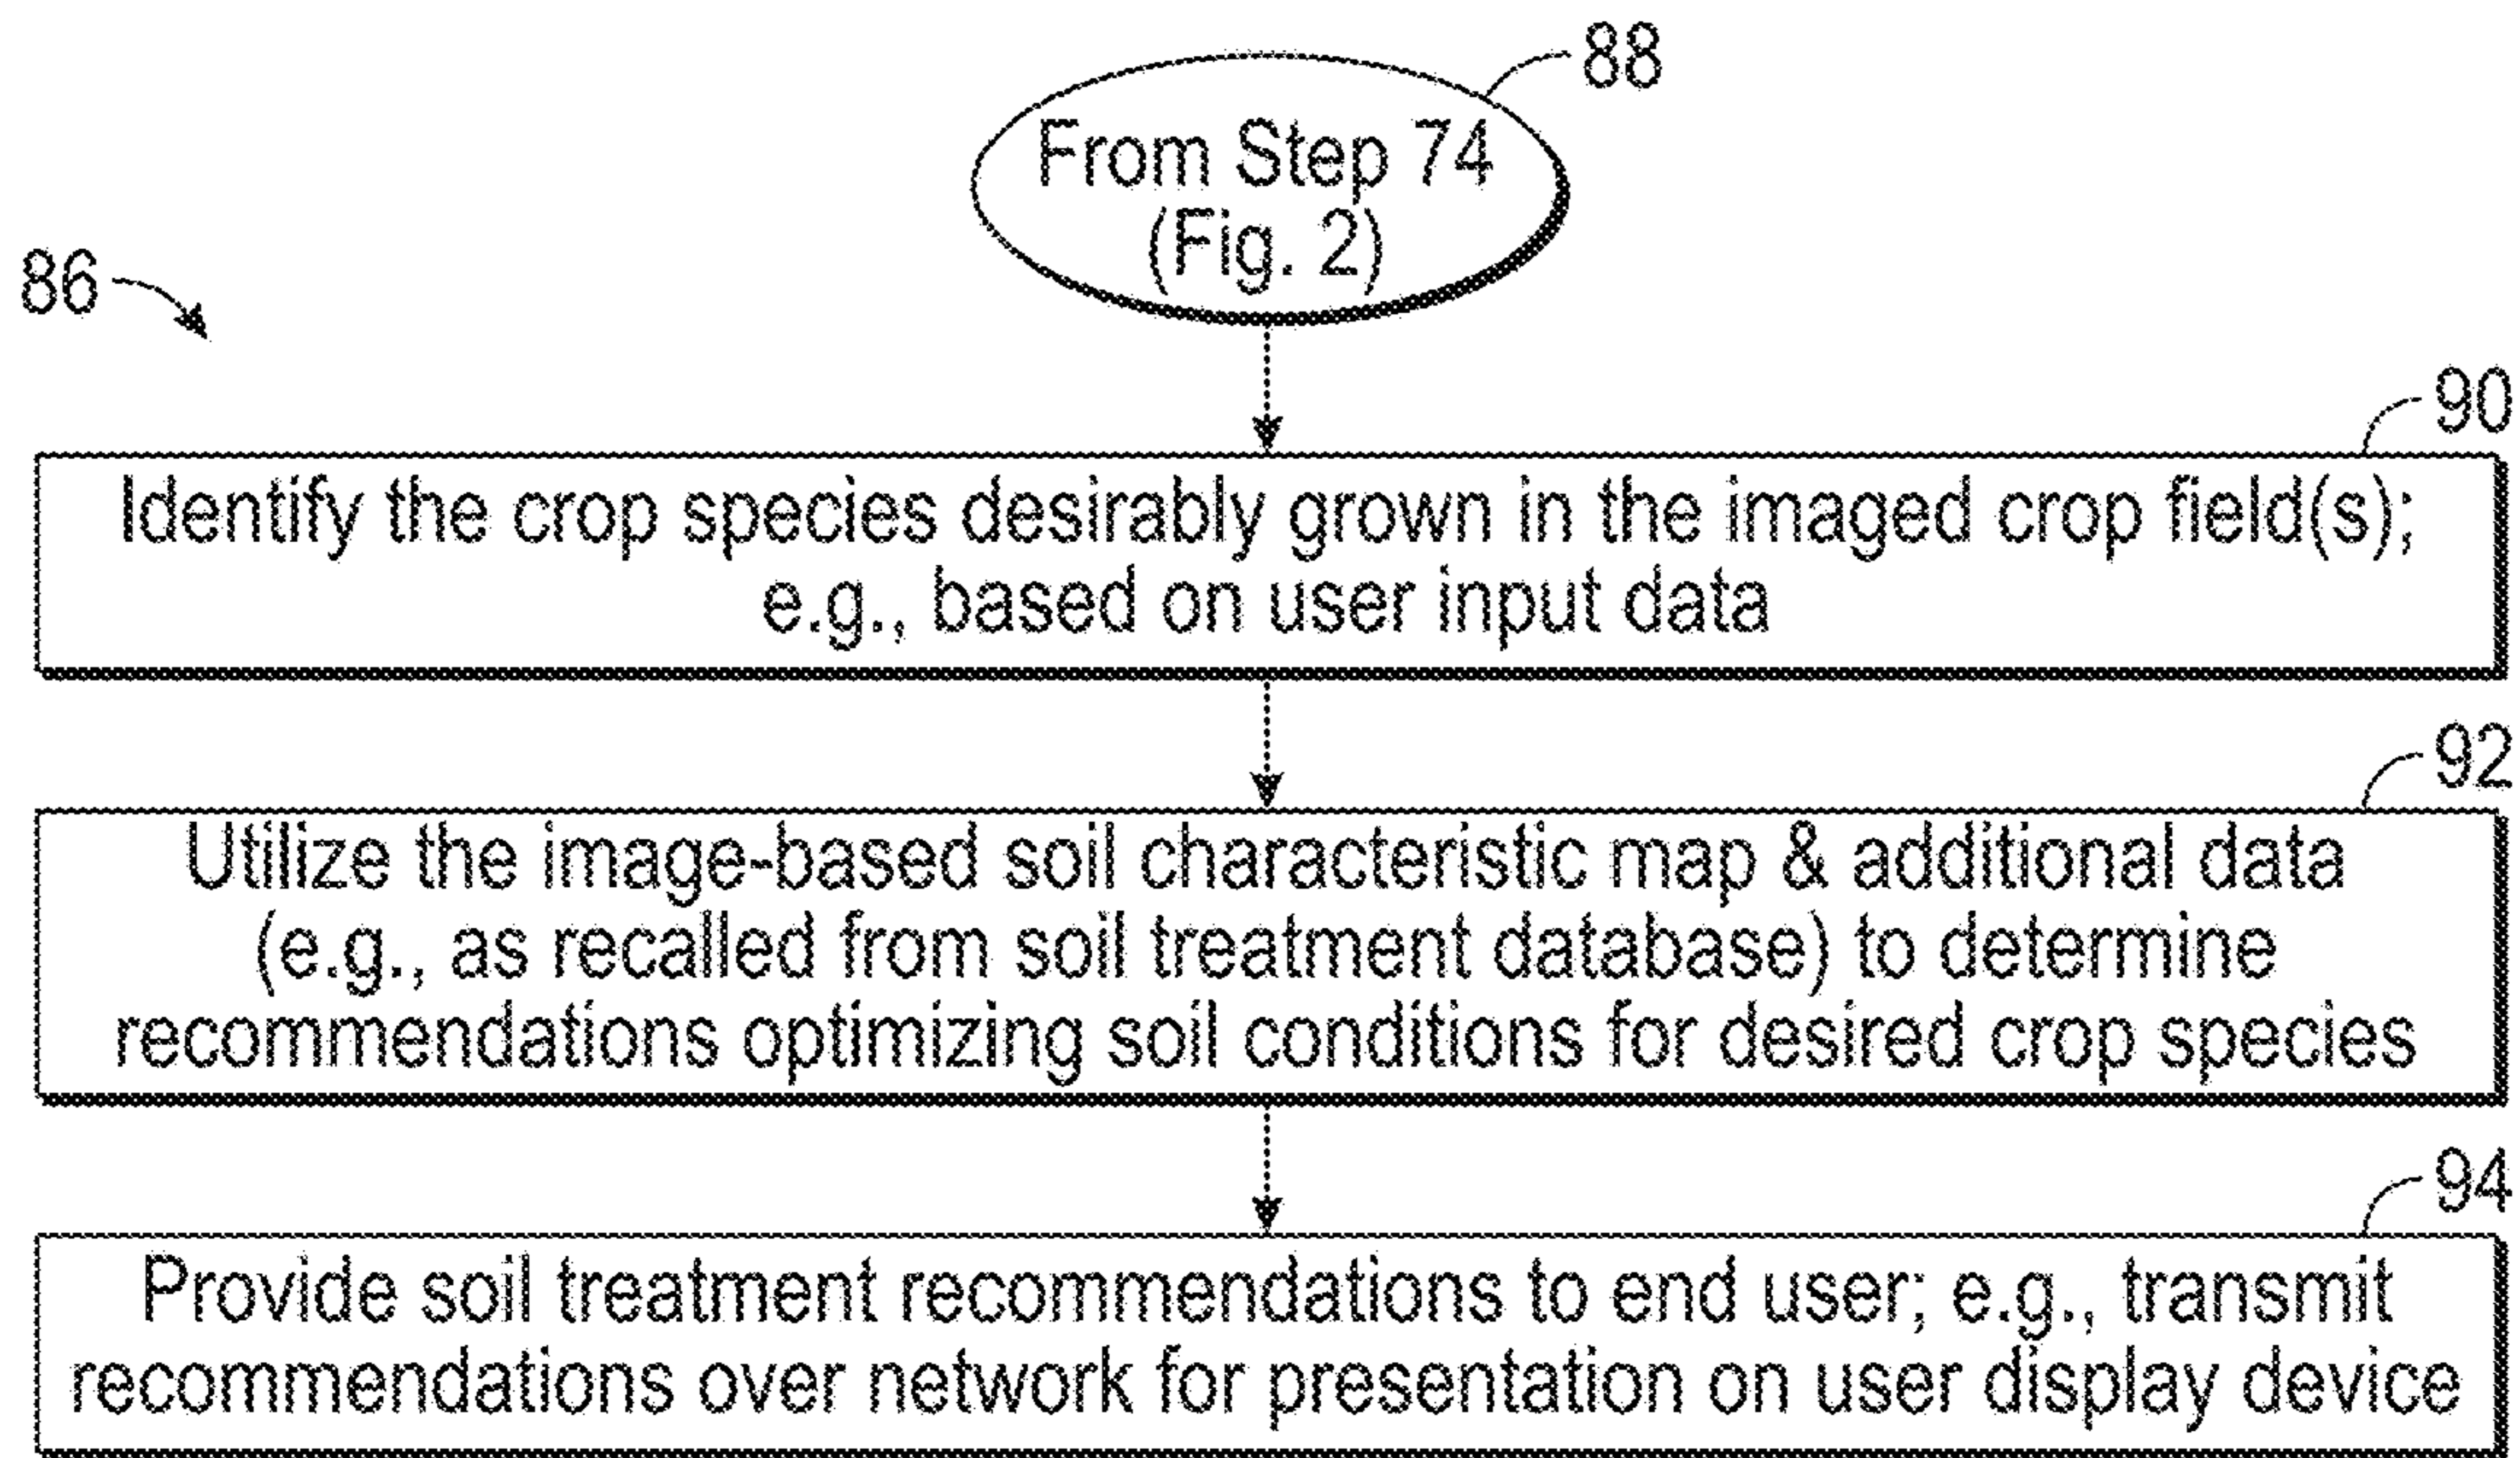 88
From Step 74
(Fig. 2)
86
90
Identify the crop species desirably grown in the imaged crop field(s);
e.g., based on user input data
92
Utilize the image-based soil characteristic map & additional data
(e.g., as recalled from soil treatment database) to determine
recommendations optimizing soil conditions for desired crop species
94
Provide soil treatment recommendations to end user; e.g., transmit
recommendations over network for presentation on user display device